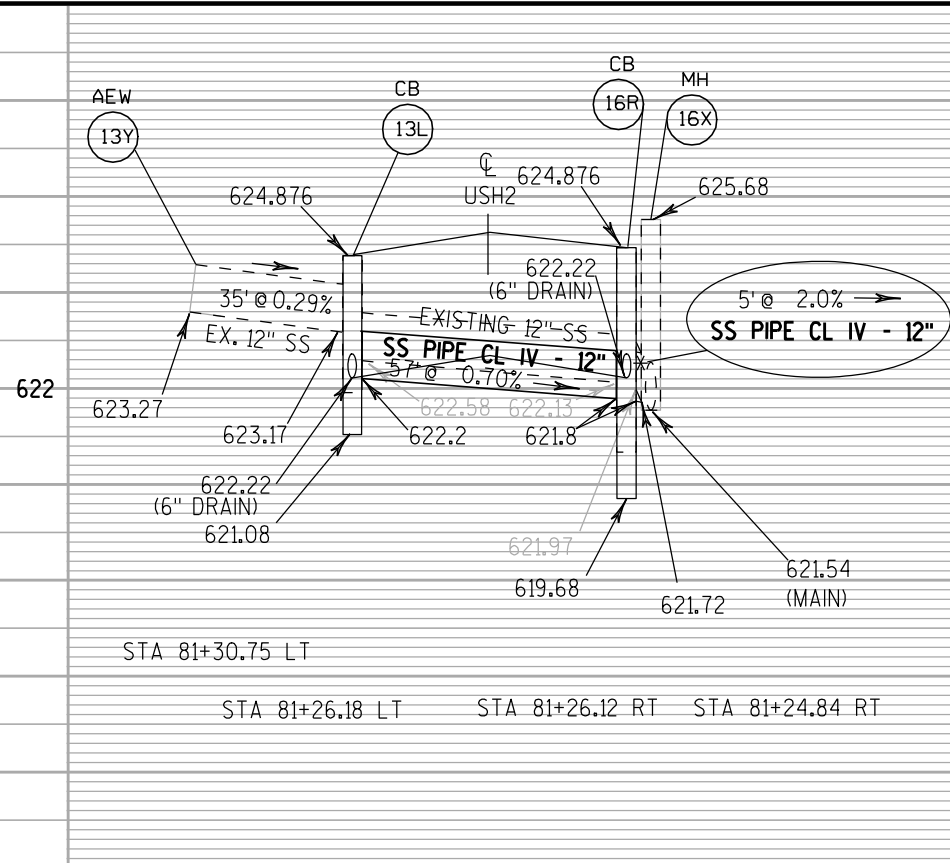 CB
MH
16R
16X
AEW
CB
13Y
13L
℄
USH2
624.876
624.876
625.68
622.22
(6" DRAIN)
35' @ 0.29%
EX. 12" SS
EXISTING 12" SS
SS PIPE CL IV - 12"
57' @ 0.70%
5' @ 2.0%
SS PIPE CL IV - 12"
622
623.27
622.58
622.13
623.17
622.2
621.8
622.22
(6" DRAIN)
621.08
621.97
619.68
621.72
621.54
(MAIN)
STA 81+30.75 LT
STA 81+26.18 LT
STA 81+26.12 RT
STA 81+24.84 RT